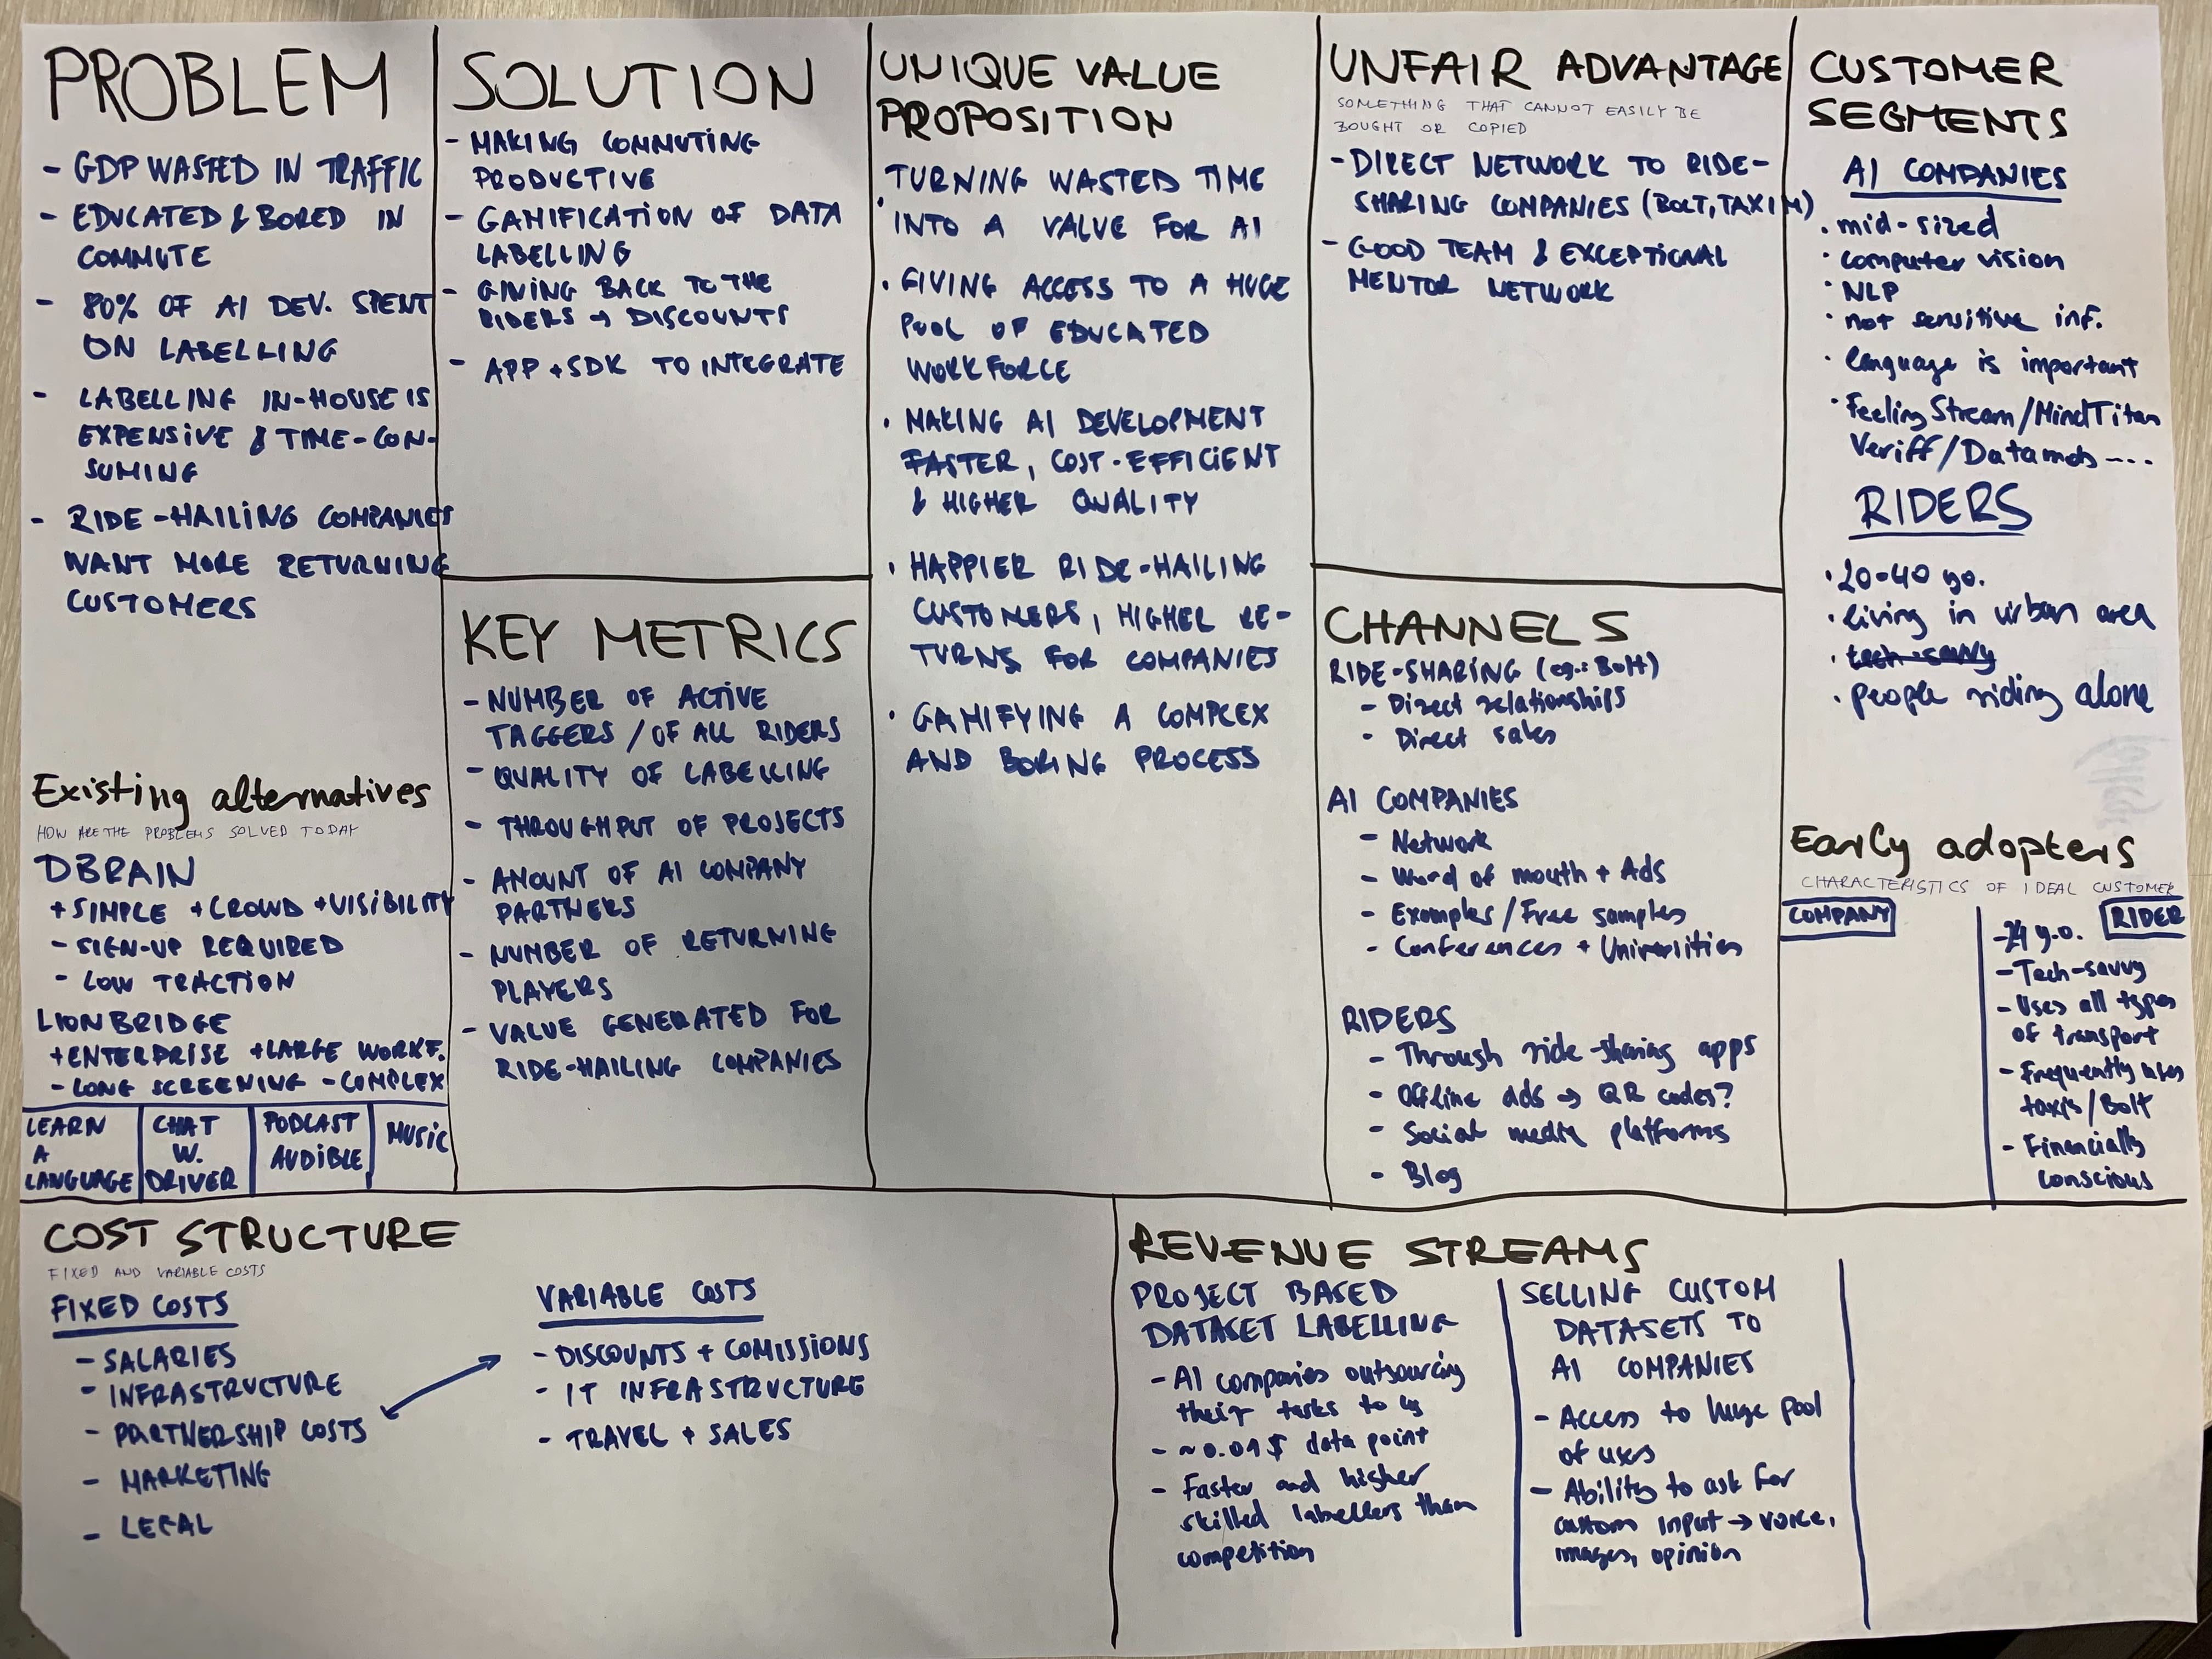 PROBLEM
- GDP WASTED IN TRAFFIC
- EDUCATED & BORED IN
COMMUTE
- 80% OF AI DEV. SPENT
ON LABELLING
- LABELLING IN-HOUSE IS
EXPENSIVE & TIME-CON-
SUMING
- RIDE-HAILING COMPANIES
WANT MORE RETURNING
CUSTOMERS
Existing alternatives
HOW ARE THE PROBLEMS SOLVED TODAY
DBRAIN
+SIMPLE +CROWD +VISIBILITY
- SIGN-UP REQUIRED
- LOW TRACTION
LIONBRIDGE
+ENTERPRISE +LARGE WORKF.
- LONG SCREENING - COMPLEX
LEARN
A
LANGUAGE
CHAT
W.
DRIVER
PODCAST
AUDIBLE
MUSIC
SOLUTION
- MAKING COMMUTING
PRODUCTIVE
- GAMIFICATION OF DATA
LABELLING
- GIVING BACK TO THE
RIDERS → DISCOUNTS
- APP + SDK TO INTEGRATE
KEY METRICS
- NUMBER OF ACTIVE
TAGGERS / OF ALL RIDERS
- QUALITY OF LABELLING
- THROUGHPUT OF PROJECTS
- AMOUNT OF AI COMPANY
PARTNERS
- NUMBER OF RETURNING
PLAYERS
- VALUE GENERATED FOR
RIDE-HAILING COMPANIES
UNIQUE VALUE
PROPOSITION
TURNING WASTED TIME
· INTO A VALUE FOR AI
· GIVING ACCESS TO A HUGE
POOL OF EDUCATED
WORKFORCE
· MAKING AI DEVELOPMENT
FASTER, COST-EFFICIENT
& HIGHER QUALITY
· HAPPIER RIDE-HAILING
CUSTOMERS, HIGHER RE-
TURNS FOR COMPANIES
· GAMIFYING A COMPLEX
AND BORING PROCESS
UNFAIR ADVANTAGE
SOMETHING THAT CANNOT EASILY BE
BOUGHT OR COPIED
- DIRECT NETWORK TO RIDE-
SHARING COMPANIES (BOLT, TAXIM)
- GOOD TEAM & EXCEPTIONAL
MENTOR NETWORK
CHANNELS
RIDE-SHARING (eg.: Bolt)
- Direct relationships
- Direct sales
AI COMPANIES
- Network
- Word of mouth + Ads
- Examples/Free samples
- Conferences + Universities
RIDERS
- Through ride-sharing apps
- Offline ads → QR codes?
- Social media platforms
- Blog
CUSTOMER
SEGMENTS
AI COMPANIES
· mid-sized
· computer vision
· NLP
· not sensitive inf.
· language is important
· FeelingStream/MindTitan
Veriff/Datamob ----
RIDERS
· 20-40 yo.
· living in urban area
· tech-savvy
· people riding alone
Early adopters
CHARACTERISTICS OF IDEAL CUSTOMER
COMPANY
RIDER
- 24 y.o.
- Tech-savvy
- Uses all types
of transport
- Frequently uses
taxis/Bolt
- Financially
conscious
COST STRUCTURE
FIXED AND VARIABLE COSTS
FIXED COSTS
- SALARIES
- INFRASTRUCTURE
- PARTNERSHIP COSTS
- MARKETING
- LEGAL
VARIABLE COSTS
- DISCOUNTS + COMISSIONS
- IT INFRASTRUCTURE
- TRAVEL + SALES
REVENUE STREAMS
PROJECT BASED
DATASET LABELLING
- AI companies outsourcing
their tasks to us
- ~0.01$ data point
- Faster and higher
skilled labellers than
competition
SELLING CUSTOM
DATASETS TO
AI COMPANIES
- Access to huge pool
of users
- Ability to ask for
custom input → voice,
images, opinion